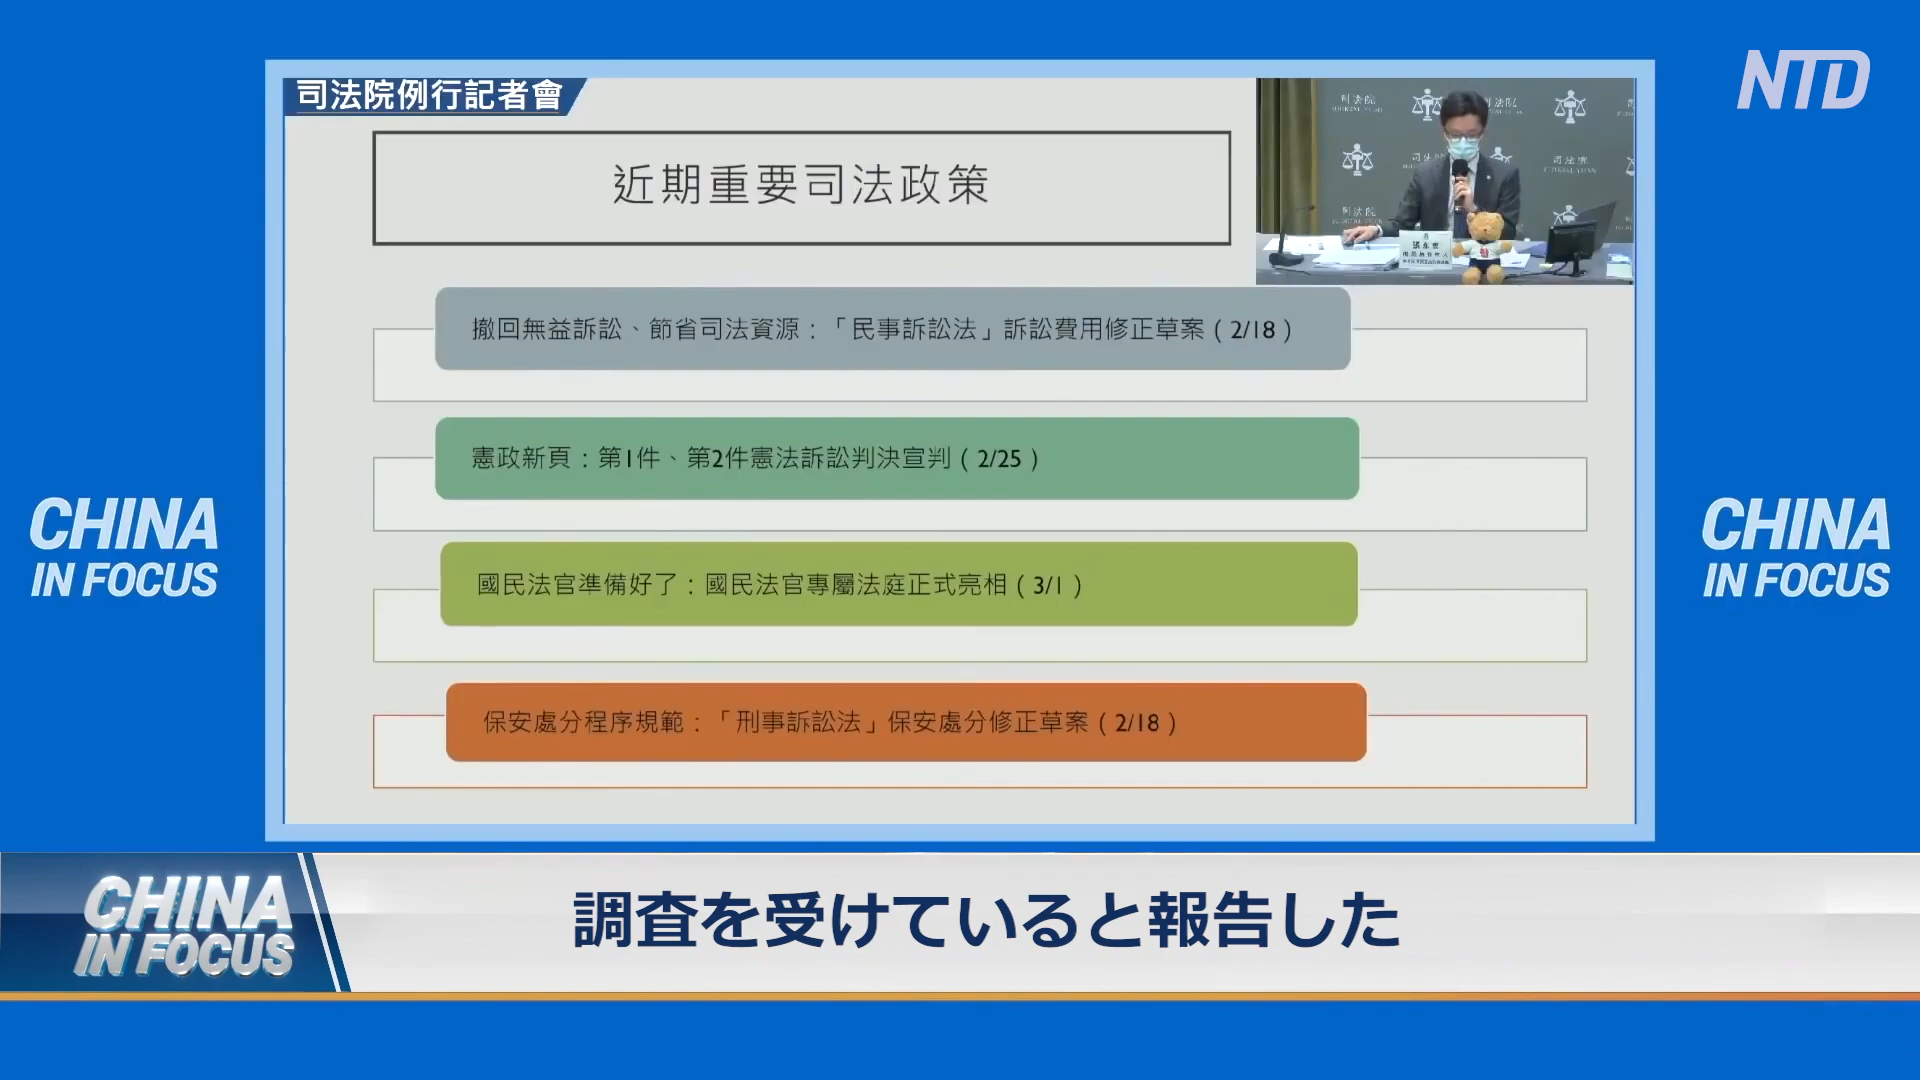 NTD
司法院例行記者會
近期重要司法政策
司法院
司法院
撤回無益訴訟、節省司法資源：「民事訴訟法」訴訟費用修正草案（2/18）
憲政新頁：第1件、第2件憲法訴訟判決宣判（2/25）
國民法官準備好了：國民法官專屬法庭正式亮相（3/1）
保安處分程序規範：「刑事訴訟法」保安處分修正草案（2/18）
CHINA
IN FOCUS
CHINA
IN FOCUS
CHINA
IN FOCUS
調査を受けていると報告した